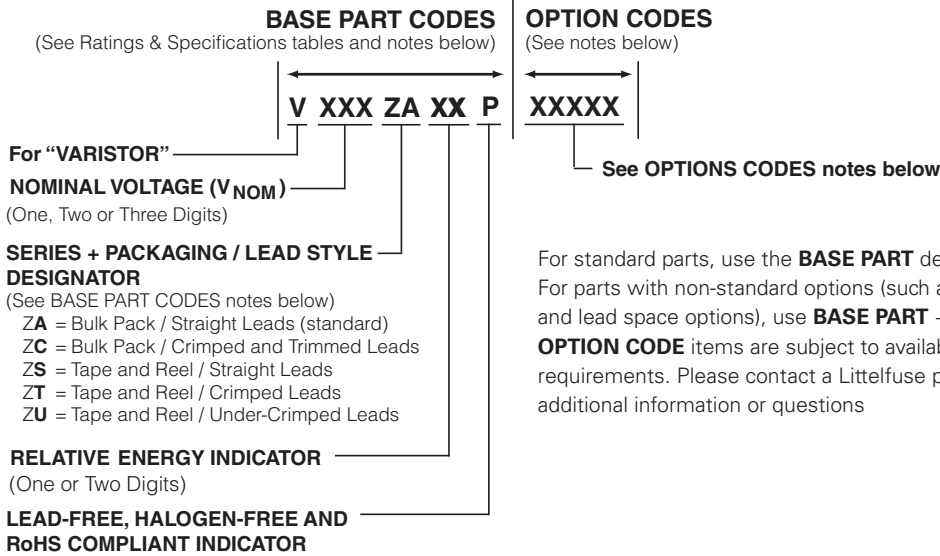 BASE PART CODES
(See Ratings & Specifications tables and notes below)
OPTION CODES
(See notes below)
V XXX ZA XX P XXXXX
For “VARISTOR”
See OPTIONS CODES notes below
NOMINAL VOLTAGE (VNOM)
(One, Two or Three Digits)
SERIES + PACKAGING / LEAD STYLE
DESIGNATOR
(See BASE PART CODES notes below)
ZA = Bulk Pack / Straight Leads (standard)
ZC = Bulk Pack / Crimped and Trimmed Leads
ZS = Tape and Reel / Straight Leads
ZT = Tape and Reel / Crimped Leads
ZU = Tape and Reel / Under-Crimped Leads
RELATIVE ENERGY INDICATOR
(One or Two Digits)
LEAD-FREE, HALOGEN-FREE AND
RoHS COMPLIANT INDICATOR
For standard parts, use the BASE PART de
For parts with non-standard options (such a
and lead space options), use BASE PART
OPTION CODE items are subject to availab
requirements. Please contact a Littelfuse p
additional information or questions